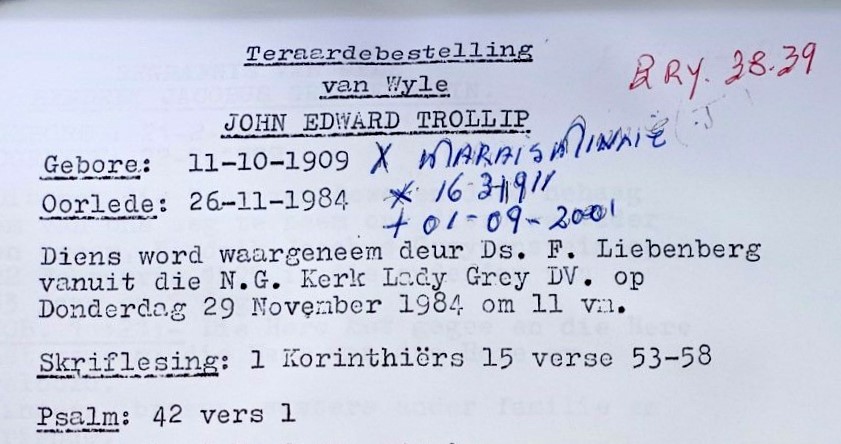 Teraardebestelling
van Wyle
JOHN EDWARD TROLLIP
RRY. 38.39
Gebore: 11-10-1909 X MARAIS MINNIE
Oorlede: 26-11-1984 * 16-3-1911
+ 01-09-2001
Diens word waargeneem deur Ds. F. Liebenberg
vanuit die N.G. Kerk Lady Grey DV. op
Donderdag 29 November 1984 om 11 vm.
Skriflesing: 1 Korinthiërs 15 verse 53-58
Psalm: 42 vers 1